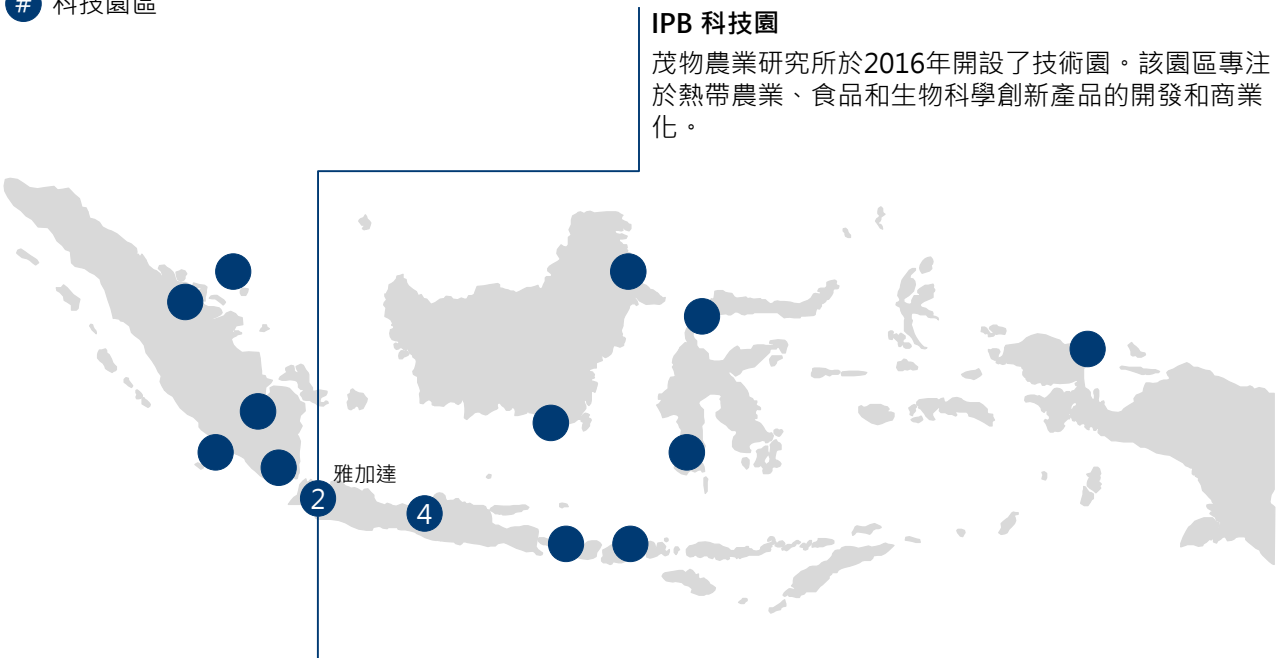 # 科技園區
IPB 科技園
茂物農業研究所於2016年開設了技術園。該園區專注
於熱帶農業、食品和生物科學創新產品的開發和商業
化。
雅加達
2
4